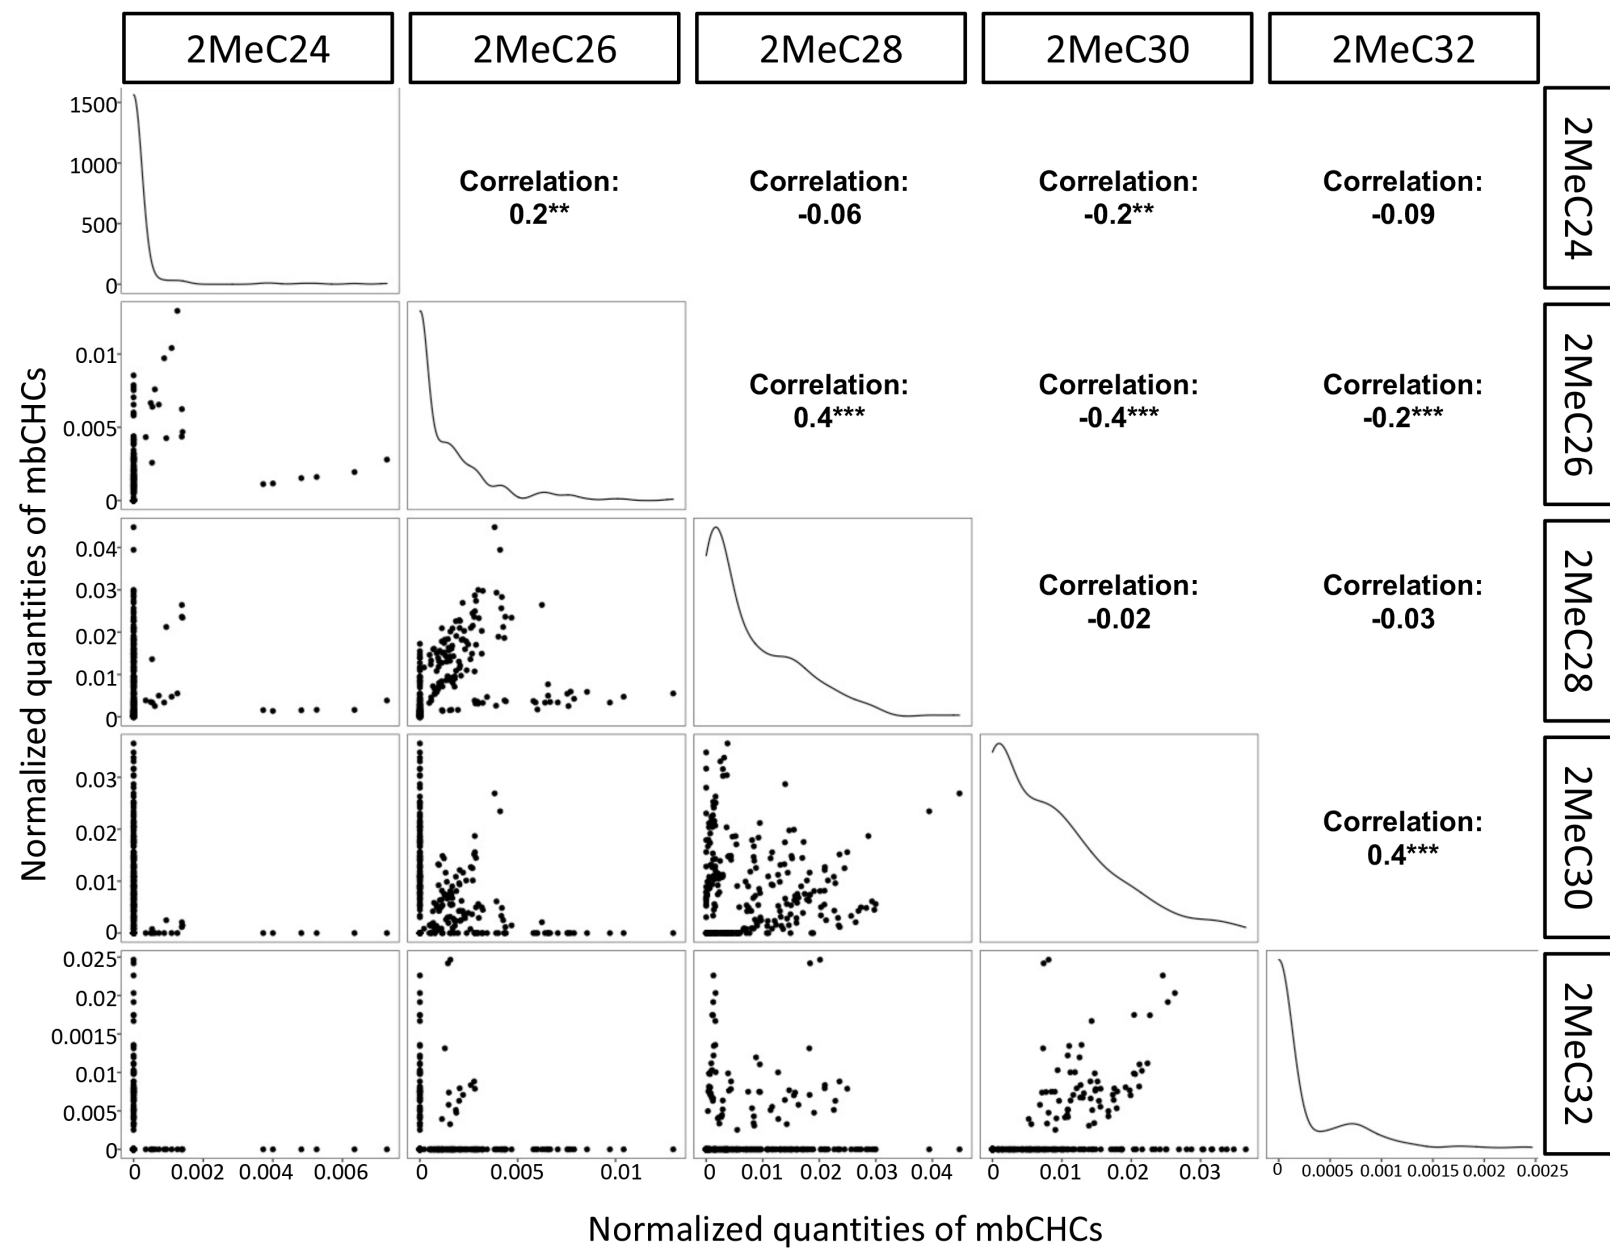 2MeC24 2MeC26 2MeC28 2MeC30 2MeC32
1500
1000
500
0
Correlation: Correlation: Correlation: Correlation:
0.2** -0.06 -0.2** -0.09
2MeC24
0.01
0.005
0
Correlation: Correlation: Correlation:
0.4*** -0.4*** -0.2***
2MeC26
Normalized quantities of mbCHCs
0.04
0.03
0.02
0.01
0
Correlation: Correlation:
-0.02 -0.03
2MeC28
0.03
0.02
0.01
0
Correlation:
0.4***
2MeC30
0.025
0.02
0.0015
0.01
0.005
0
2MeC32
0 0.002 0.004 0.006 0 0.005 0.01 0 0.01 0.02 0.03 0.04 0 0.01 0.02 0.03 0 0.0005 0.001 0.0015 0.002 0.0025
Normalized quantities of mbCHCs